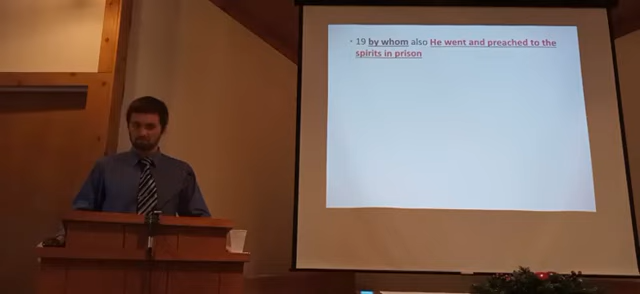 • 19 by whom also He went and preached to the
spirits in prison